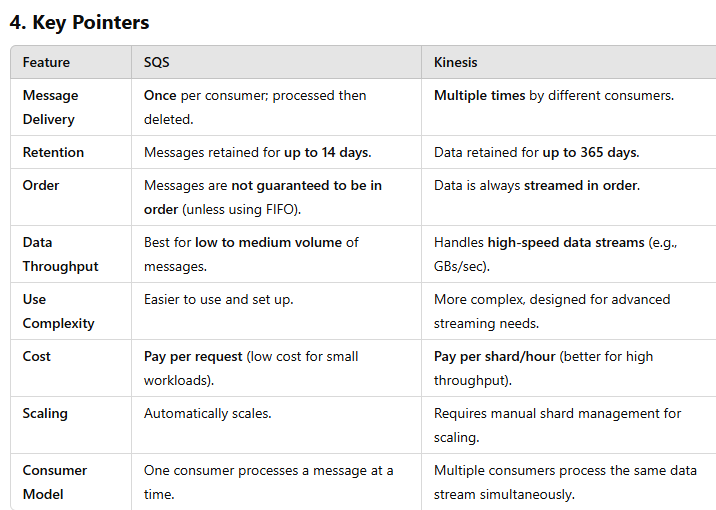 4. Key Pointers
Feature SQS Kinesis
Message Once per consumer; processed then Multiple times by different consumers.
Delivery deleted.
Retention Messages retained for up to 14 days. Data retained for up to 365 days.
Order Messages are not guaranteed to be in Data is always streamed in order.
order (unless using FIFO).
Data Best for low to medium volume of Handles high-speed data streams (e.g.,
Throughput messages. GBs/sec).
Use Easier to use and set up. More complex, designed for advanced
Complexity streaming needs.
Cost Pay per request (low cost for small Pay per shard/hour (better for high
workloads). throughput).
Scaling Automatically scales. Requires manual shard management for
scaling.
Consumer One consumer processes a message at a Multiple consumers process the same data
Model time. stream simultaneously.